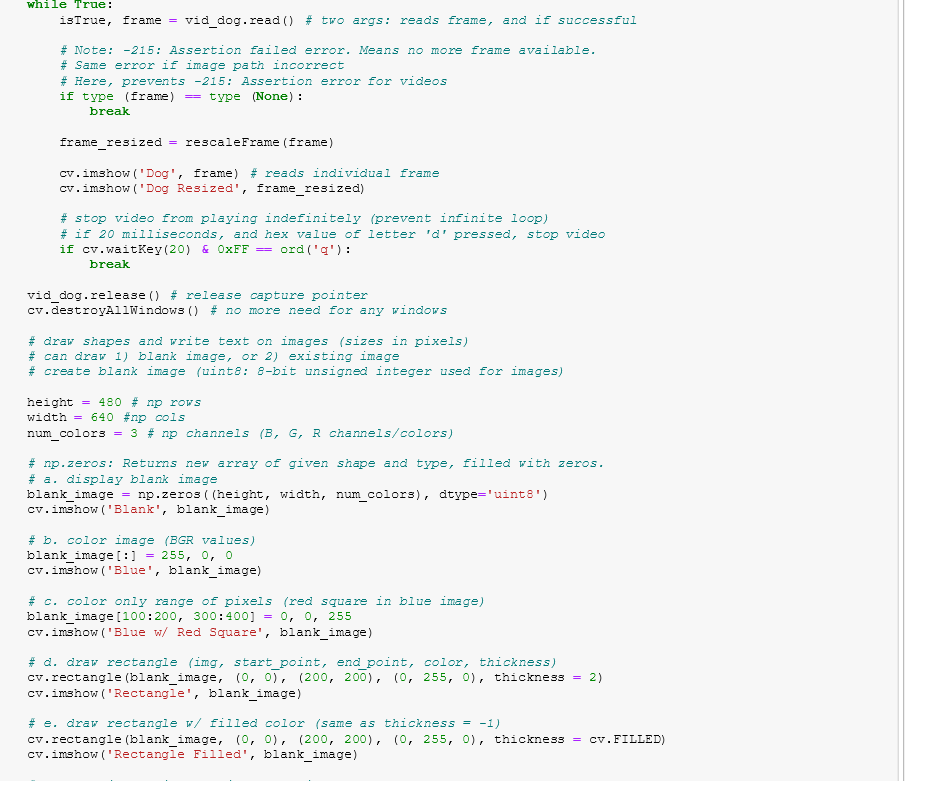 while True:
    isTrue, frame = vid_dog.read() # two args: reads frame, and if successful

    # Note: -215: Assertion failed error. Means no more frame available.
    # Same error if image path incorrect
    # Here, prevents -215: Assertion error for videos
    if type (frame) == type (None):
        break

    frame_resized = rescaleFrame(frame)

    cv.imshow('Dog', frame) # reads individual frame
    cv.imshow('Dog Resized', frame_resized)

    # stop video from playing indefinitely (prevent infinite loop)
    # if 20 milliseconds, and hex value of letter 'd' pressed, stop video
    if cv.waitKey(20) & 0xFF == ord('q'):
        break

vid_dog.release() # release capture pointer
cv.destroyAllWindows() # no more need for any windows

# draw shapes and write text on images (sizes in pixels)
# can draw 1) blank image, or 2) existing image
# create blank image (uint8: 8-bit unsigned integer used for images)

height = 480 # np rows
width = 640 #np cols
num_colors = 3 # np channels (B, G, R channels/colors)

# np.zeros: Returns new array of given shape and type, filled with zeros.
# a. display blank image
blank_image = np.zeros((height, width, num_colors), dtype='uint8')
cv.imshow('Blank', blank_image)

# b. color image (BGR values)
blank_image[:] = 255, 0, 0
cv.imshow('Blue', blank_image)

# c. color only range of pixels (red square in blue image)
blank_image[100:200, 300:400] = 0, 0, 255
cv.imshow('Blue w/ Red Square', blank_image)

# d. draw rectangle (img, start_point, end_point, color, thickness)
cv.rectangle(blank_image, (0, 0), (200, 200), (0, 255, 0), thickness = 2)
cv.imshow('Rectangle', blank_image)

# e. draw rectangle w/ filled color (same as thickness = -1)
cv.rectangle(blank_image, (0, 0), (200, 200), (0, 255, 0), thickness = cv.FILLED)
cv.imshow('Rectangle Filled', blank_image)